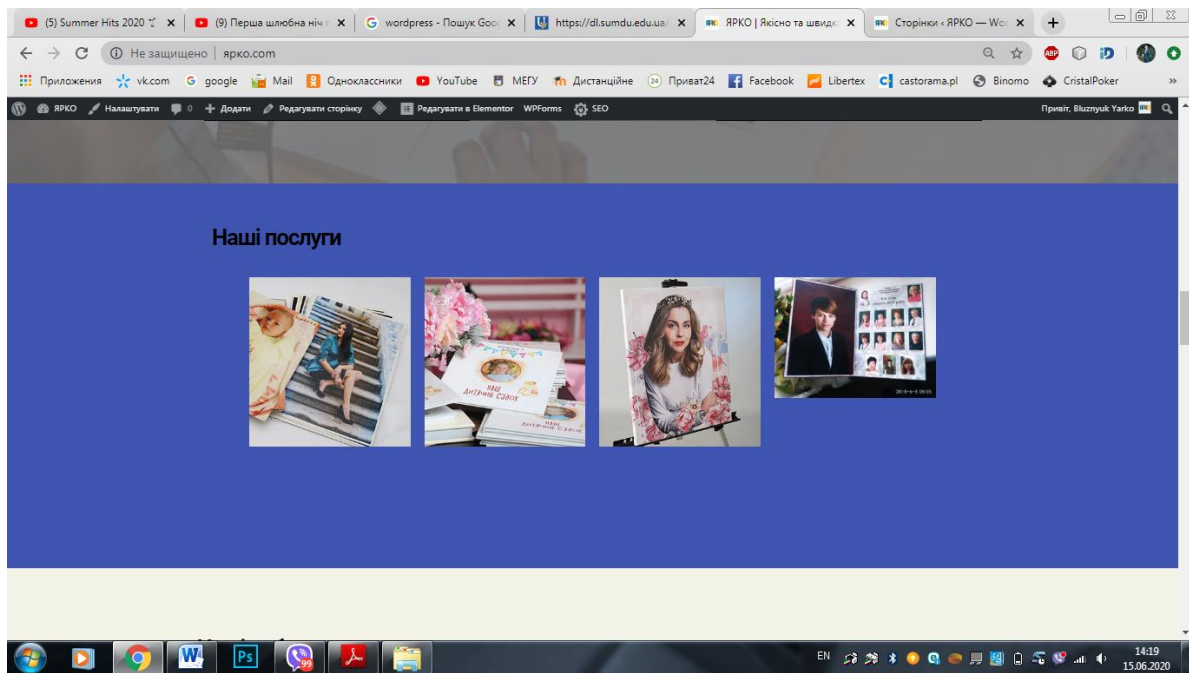 (5) Summer Hits 2020
(9) Перша шлюбна ніч
wordpress - Пошук Goo
https://dl.sumdu.edu.ua/
ЯРКО | Якісно та швидк
Сторінки ‹ ЯРКО — Wo
Не защищено | ярко.com
Приложения vk.com google Mail Одноклассники YouTube МЕГУ Дистанційне Приват24 Facebook Libertex castorama.pl Binomo CristalPoker »
ЯРКО Налаштувати 0 Додати Редагувати сторінку Редагувати в Elementor WPForms SEO Привіт, Bluznyuk Yarko
Наші послуги
НАШ
ДИТЯЧИЙ САДОК
НАШ
ДИТЯЧИЙ САДОК
EN 14:19
15.06.2020